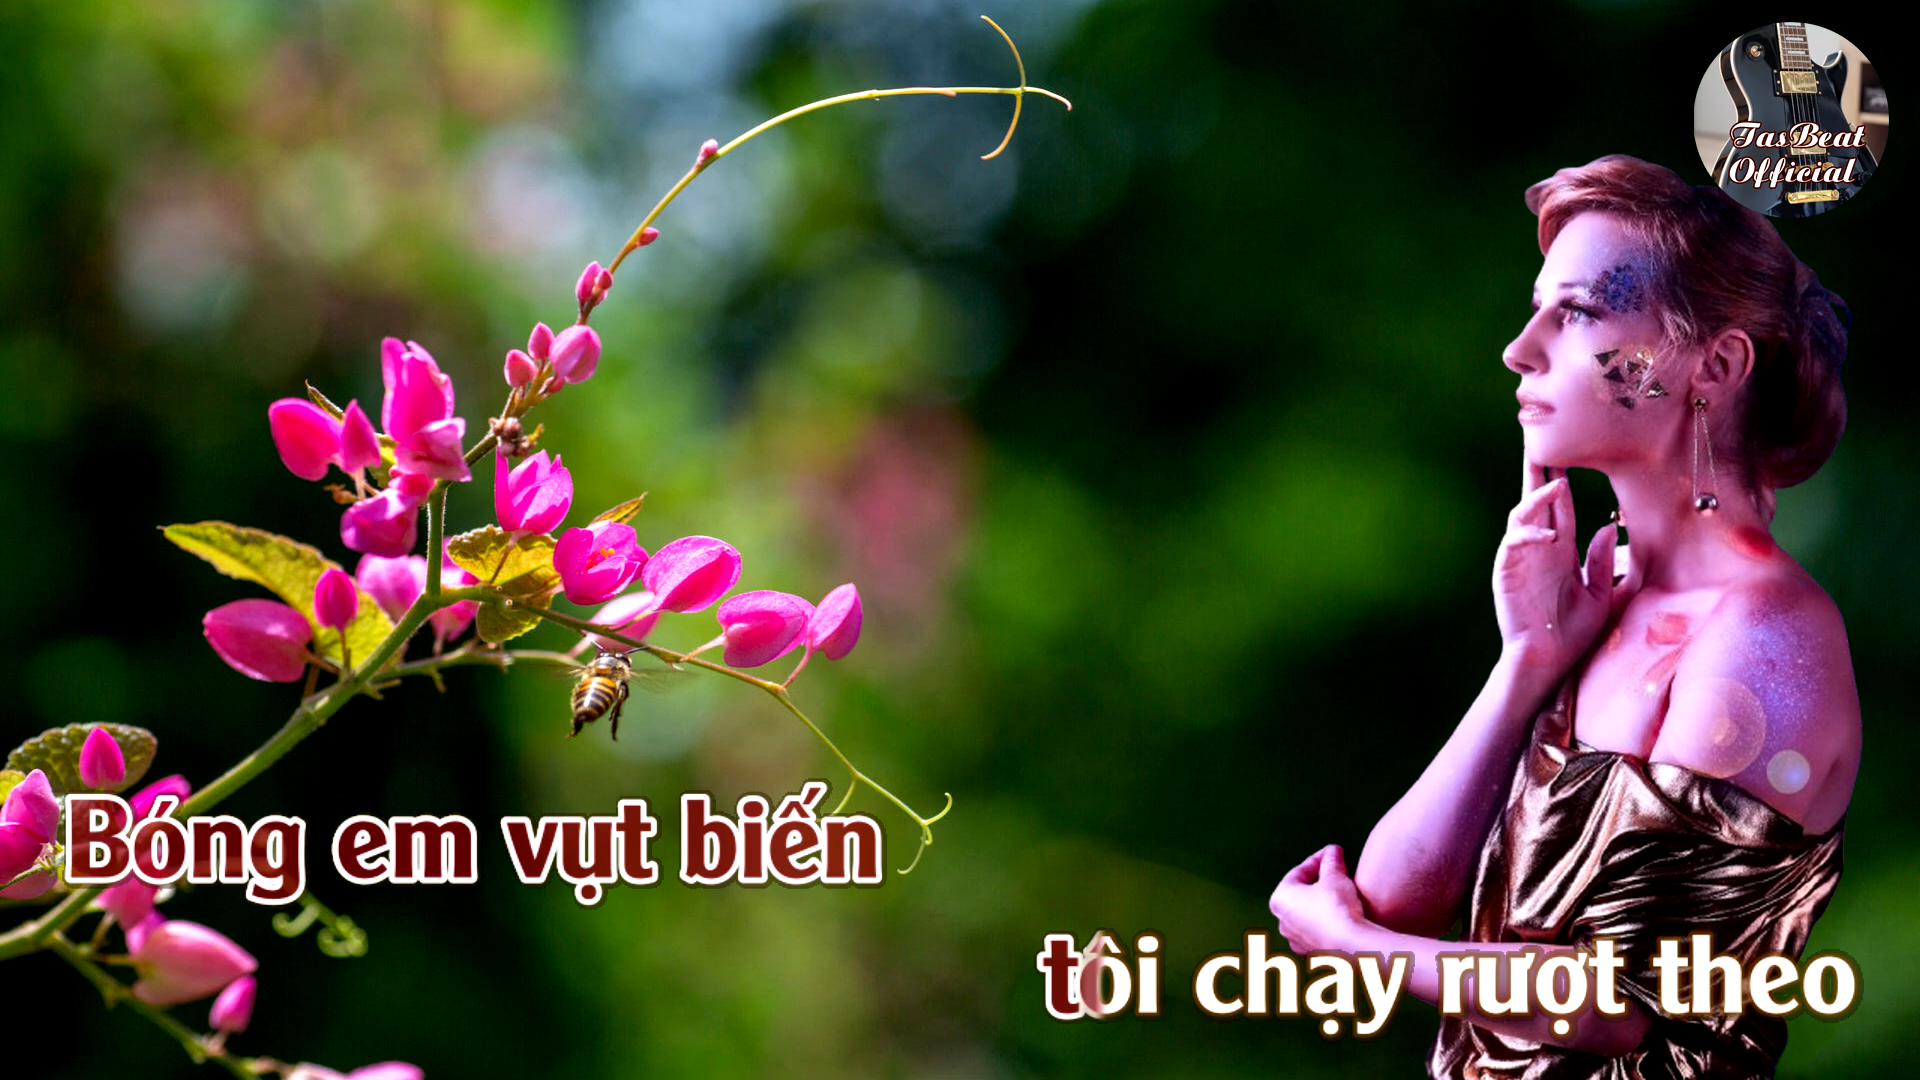 TasBeat
Official
Bóng em vụt biến
tôi chạy rượt theo